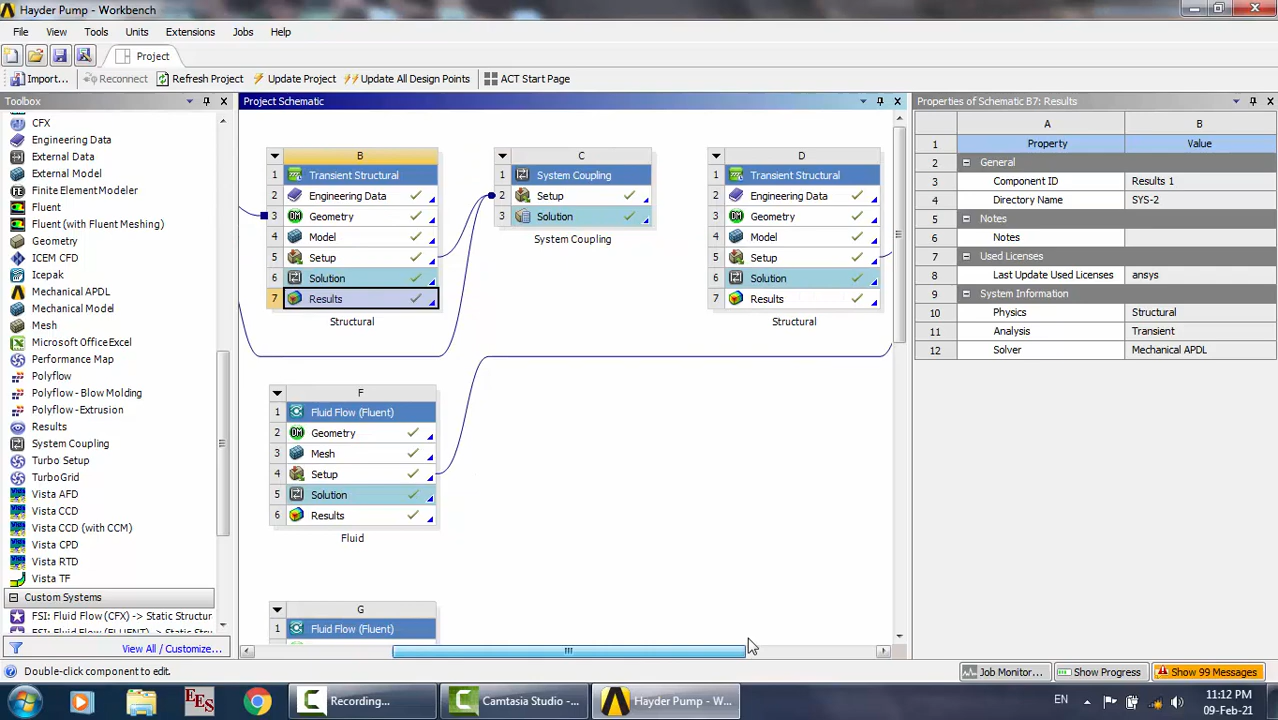 Hayder Pump - Workbench
File View Tools Units Extensions Jobs Help
Project
Import... Reconnect Refresh Project Update Project Update All Design Points ACT Start Page
Toolbox
CFX
Engineering Data
External Data
External Model
Finite Element Modeler
Fluent
Fluent (with Fluent Meshing)
Geometry
ICEM CFD
Icepak
Mechanical APDL
Mechanical Model
Mesh
Microsoft Office Excel
Performance Map
Polyflow
Polyflow - Blow Molding
Polyflow - Extrusion
Results
System Coupling
Turbo Setup
TurboGrid
Vista AFD
Vista CCD
Vista CCD (with CCM)
Vista CPD
Vista RTD
Vista TF
Custom Systems
FSI: Fluid Flow (CFX) -> Static Structur
FSI: Fluid Flow (FLUENT) -> Static Struct
View All / Customize...
Project Schematic
B
1 Transient Structural
2 Engineering Data
3 Geometry
4 Model
5 Setup
6 Solution
7 Results
Structural
C
1 System Coupling
2 Setup
3 Solution
System Coupling
D
1 Transient Structural
2 Engineering Data
3 Geometry
4 Model
5 Setup
6 Solution
7 Results
Structural
F
1 Fluid Flow (Fluent)
2 Geometry
3 Mesh
4 Setup
5 Solution
6 Results
Fluid
G
1 Fluid Flow (Fluent)
Properties of Schematic B7: Results
A B
1 Property Value
2 General
3 Component ID Results 1
4 Directory Name SYS-2
5 Notes
6 Notes
7 Used Licenses
8 Last Update Used Licenses ansys
9 System Information
10 Physics Structural
11 Analysis Transient
12 Solver Mechanical APDL
Double-click component to edit.
Job Monitor... Show Progress Show 99 Messages
EES Recording... Camtasia Studio -... Hayder Pump - W...
EN
11:12 PM
09-Feb-21